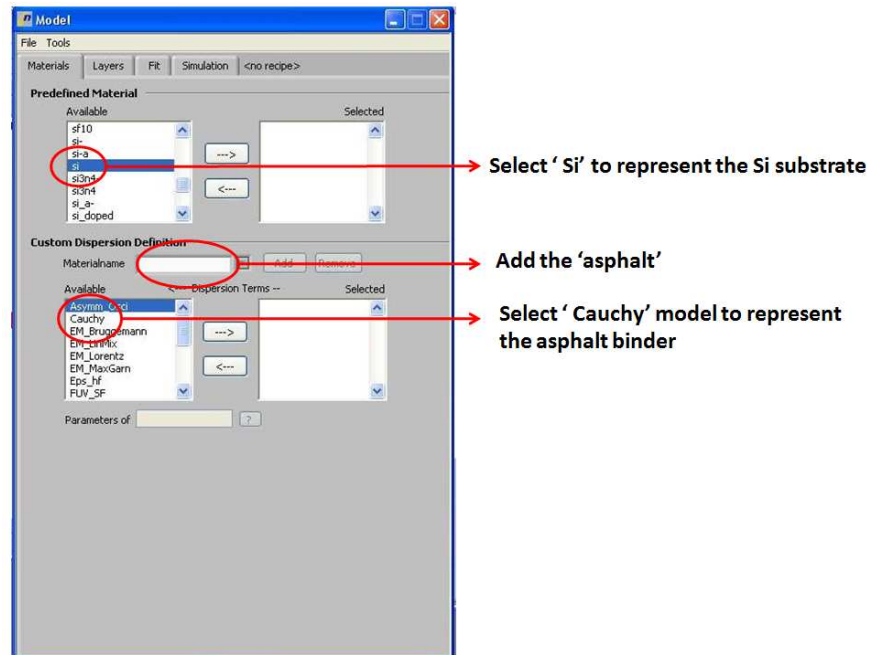 Model
File Tools
Materials Layers Fit Simulation <no recipe>
Predefined Material
Available Selected
sf10
si-
si-a
si
si3n4-
si3n4
si_a-
si_doped
--->
<---
Select ‘ Si’ to represent the Si substrate
Custom Dispersion Definition
Materialname Add Remove
Add the ‘asphalt’
Available <--- Dispersion Terms -- Selected
Asymm_Osci
Cauchy
EM_Bruggemann
EM_LinMix
EM_Lorentz
EM_MaxGarn
Eps_hf
FUV_SF
--->
<---
Select ‘ Cauchy’ model to represent
the asphalt binder
Parameters of ?